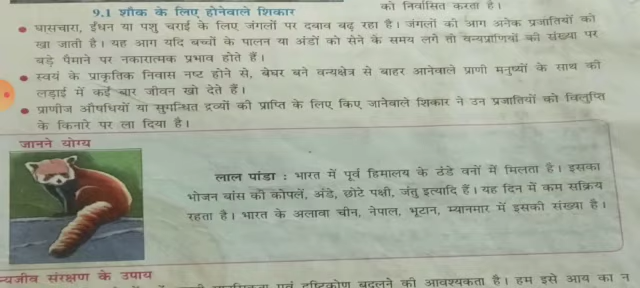 को निर्वासित करता है।
9.1 शौक के लिए होनेवाले शिकार
● घासचारा, ईंधन या पशु चराई के लिए जंगलों पर दबाव बढ़ रहा है। जंगलों की आग अनेक प्रजातियों को
खा जाती है। यह आग यदि बच्चों के पालन या अंडों को सेने के समय लगे तो वन्यप्राणियों की संख्या पर
बड़े पैमाने पर नकारात्मक प्रभाव होते हैं।
● स्वयं के प्राकृतिक निवास नष्ट होने से, बेघर बने वन्यक्षेत्र से बाहर आनेवाले प्राणी मनुष्यों के साथ की
लड़ाई में कई बार जीवन खो देते हैं।
● प्राणीज औषधियों या सुगन्धित द्रव्यों की प्राप्ति के लिए किए जानेवाले शिकार ने उन प्रजातियों को विलुप्ति
के किनारे पर ला दिया है।
जानने योग्य
लाल पांडा : भारत में पूर्व हिमालय के ठंडे वनों में मिलता है। इसका
भोजन बांस की कोपलें, अंडे, छोटे पक्षी, जंतु इत्यादि हैं। यह दिन में कम सक्रिय
रहता है। भारत के अलावा चीन, नेपाल, भूटान, म्यानमार में इसकी संख्या है।
न्यजीव संरक्षण के उपाय
एवं दृष्टिकोण बदलने की आवश्यकता है। हम इसे आय का न